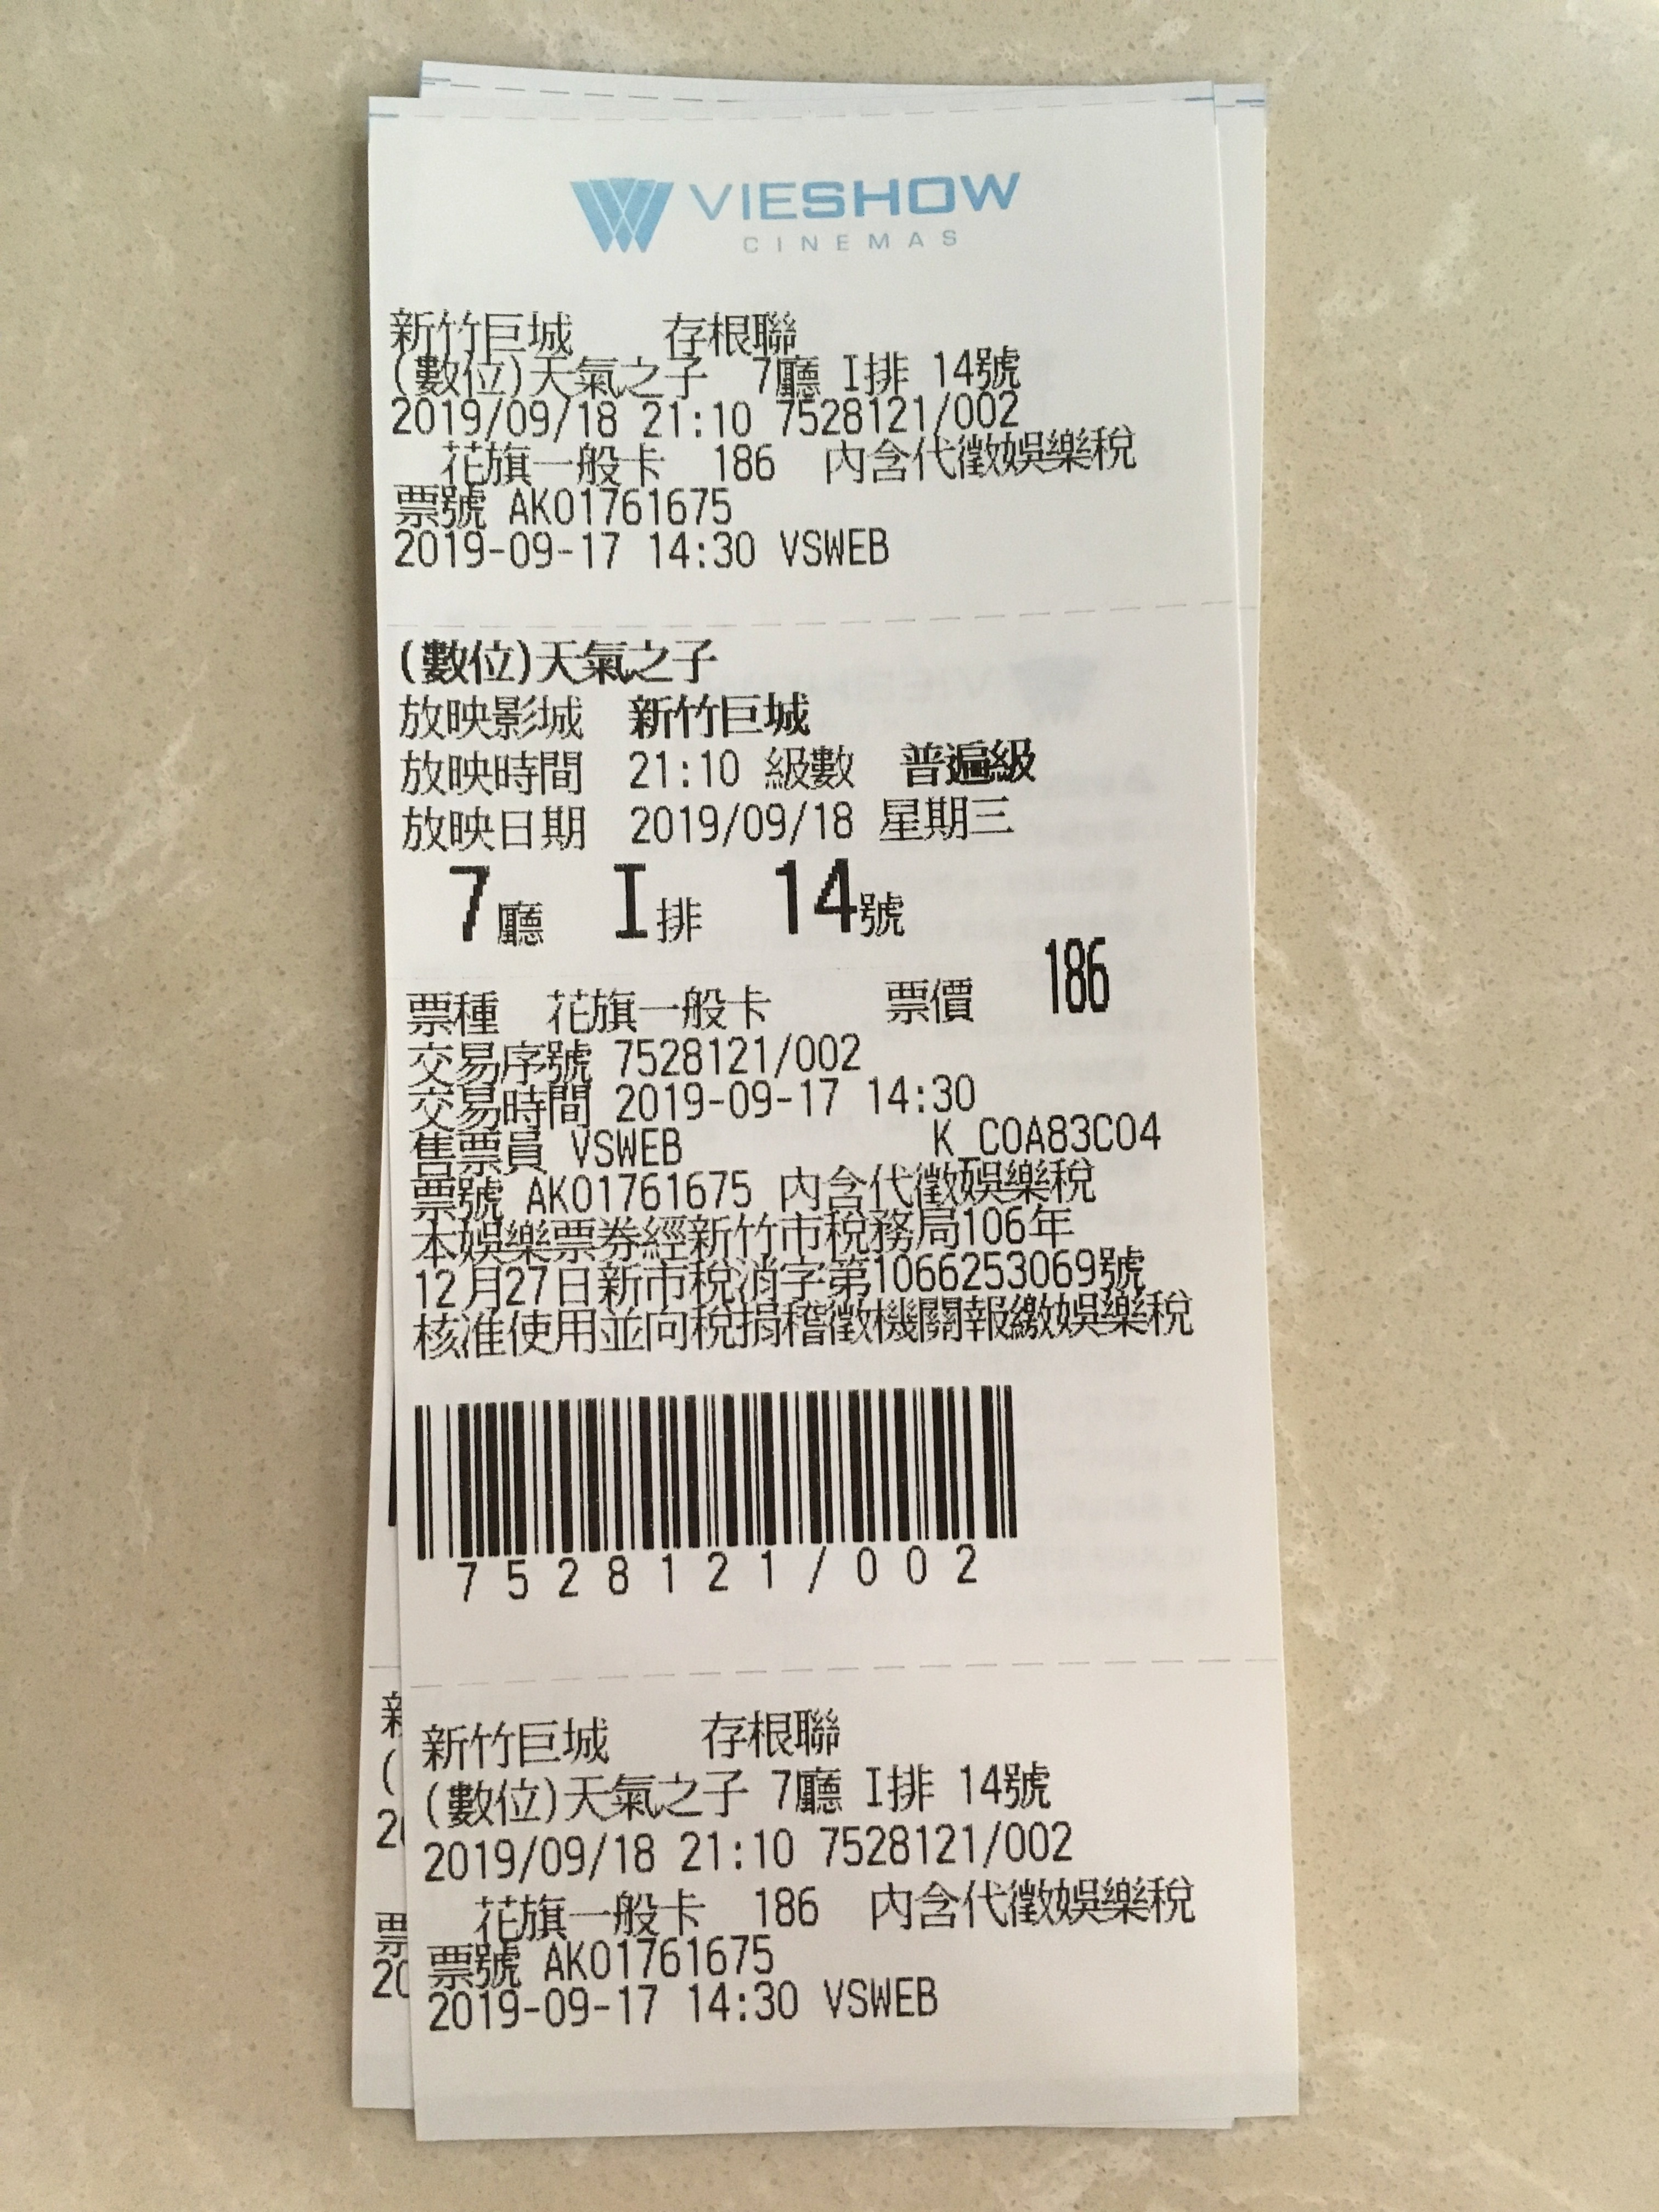 VIESHOW
CINEMAS
新竹巨城 存根聯
(數位)天氣之子 7廳 I排 14號
2019/09/18 21:10 7528121/002
花旗一般卡 186 內含代徵娛樂稅
票號 AK01761675
2019-09-17 14:30 VSWEB
(數位)天氣之子
放映影城 新竹巨城
放映時間 21:10 級數 普遍級
放映日期 2019/09/18 星期三
7廳 I排 14號
票種 花旗一般卡 票價 186
交易序號 7528121/002
交易時間 2019-09-17 14:30
售票員 VSWEB K_C0A83C04
票號 AK01761675 內含代徵娛樂稅
本娛樂票券經新竹市稅務局106年
12月27日新市稅消字第1066253069號
核准使用並向稅捐稽徵機關報繳娛樂稅
7528121/002
新竹巨城 存根聯
(數位)天氣之子 7廳 I排 14號
2019/09/18 21:10 7528121/002
花旗一般卡 186 內含代徵娛樂稅
票號 AK01761675
2019-09-17 14:30 VSWEB
新
(
20
票
20